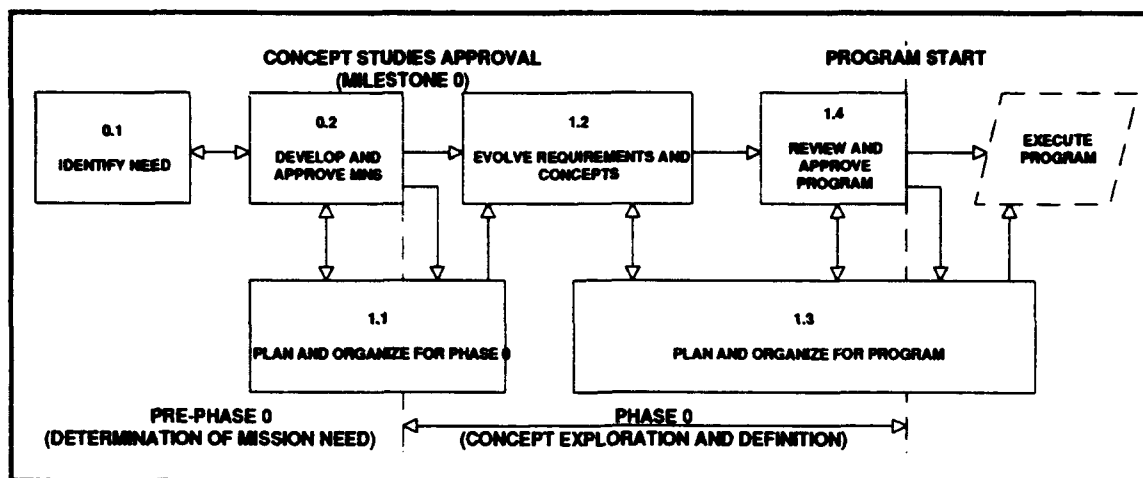 CONCEPT STUDIES APPROVAL
(MILESTONE 0)
PROGRAM START
0.1
IDENTIFY NEED
0.2
DEVELOP AND
APPROVE MNS
1.2
EVOLVE REQUIREMENTS AND
CONCEPTS
1.4
REVIEW AND
APPROVE
PROGRAM
EXECUTE
PROGRAM
1.1
PLAN AND ORGANIZE FOR PHASE 0
1.3
PLAN AND ORGANIZE FOR PROGRAM
PRE-PHASE 0
(DETERMINATION OF MISSION NEED)
PHASE 0
(CONCEPT EXPLORATION AND DEFINITION)